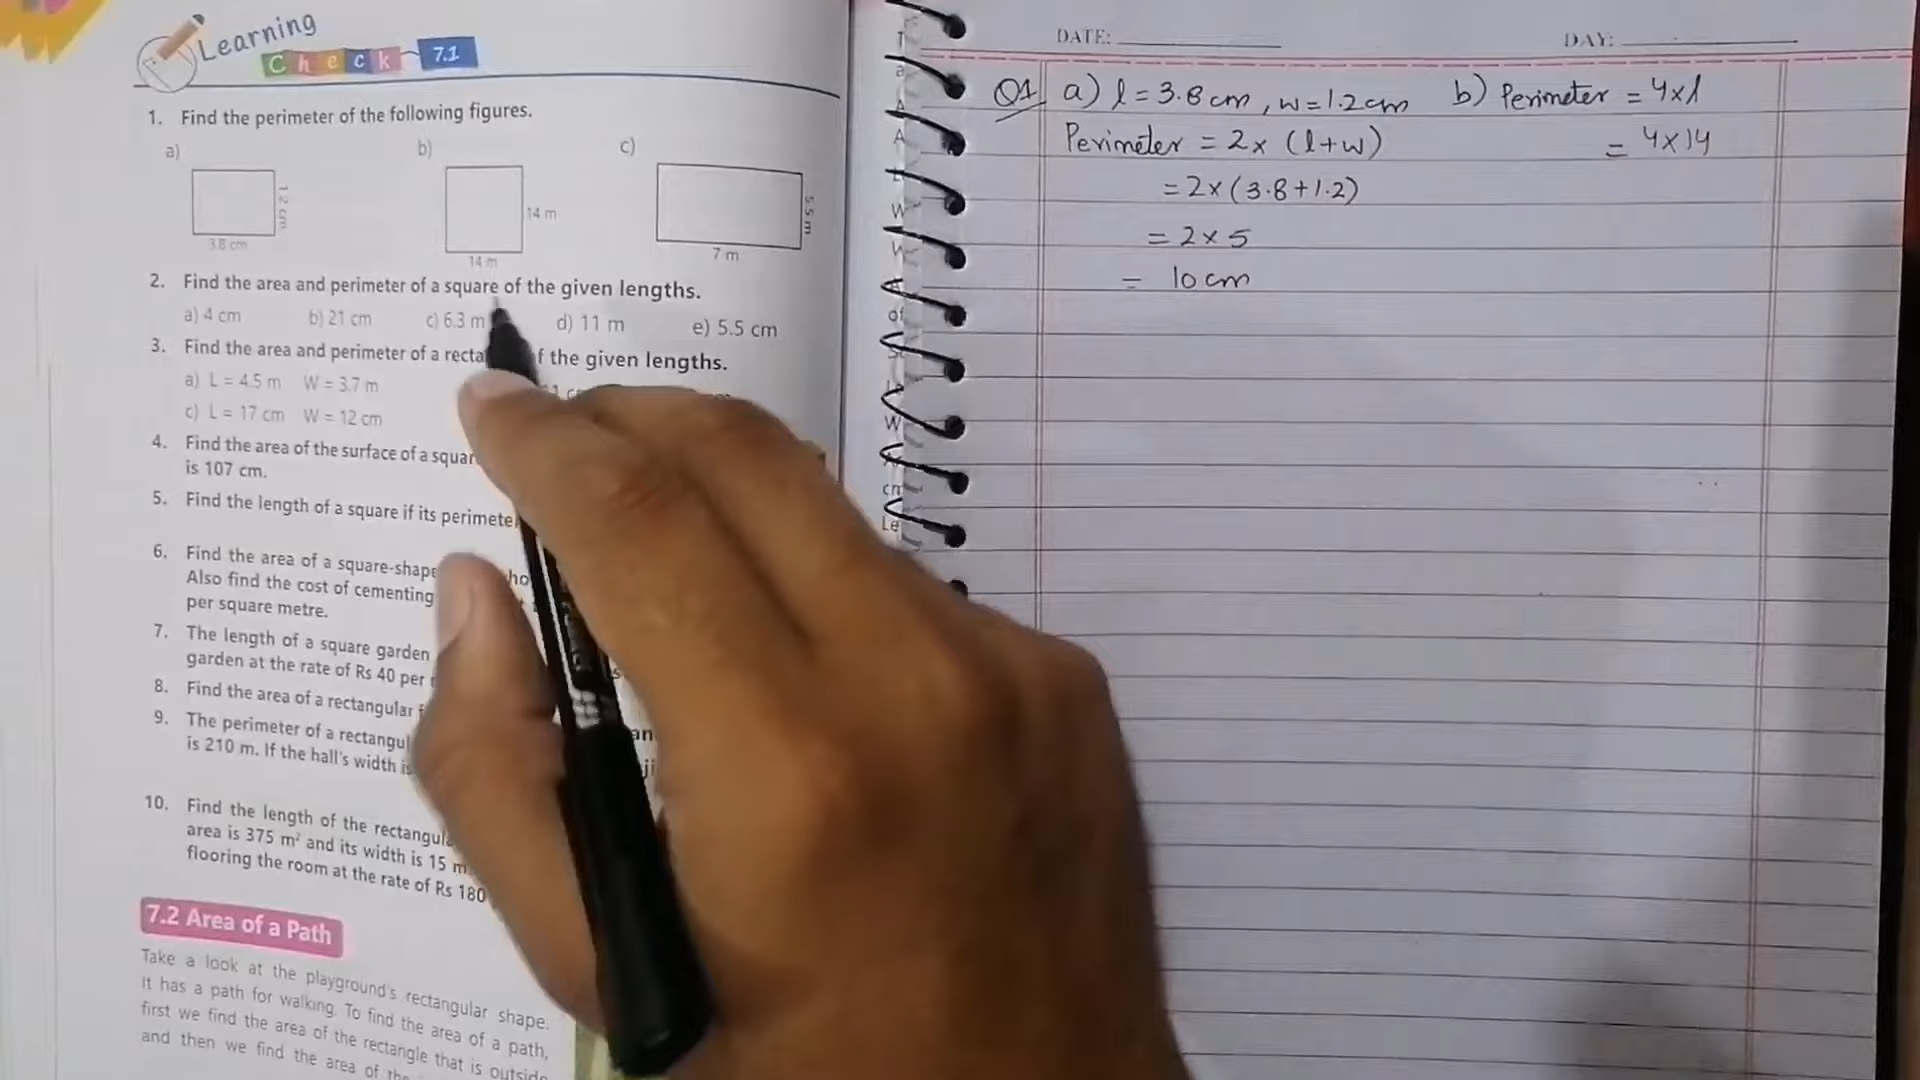 Learning
Check 7.1
1. Find the perimeter of the following figures.
a)
b)
c)
1.2 cm
3.8 cm
14 m
14 m
5.5 m
7 m
2. Find the area and perimeter of a square of the given lengths.
a) 4 cm b) 21 cm c) 6.3 m d) 11 m e) 5.5 cm
3. Find the area and perimeter of a recta f the given lengths.
a) L = 4.5 m W = 3.7 m
c) L = 17 cm W = 12 cm
4. Find the area of the surface of a squar
is 107 cm.
5. Find the length of a square if its perimete
6. Find the area of a square-shape ho
Also find the cost of cementing
per square metre.
7. The length of a square garden
garden at the rate of Rs 40 per
8. Find the area of a rectangular f
9. The perimeter of a rectangul
is 210 m. If the hall's width is
10. Find the length of the rectangul
area is 375 m² and its width is 15 m
flooring the room at the rate of Rs 180
7.2 Area of a Path
Take a look at the playground's rectangular shape.
It has a path for walking. To find the area of a path,
first we find the area of the rectangle that is outside
and then we find the area of the
DATE:
DAY:
Q1 a) l = 3.8 cm, w = 1.2 cm
Perimeter = 2 x (l+w)
= 2 x (3.8+1.2)
= 2 x 5
= 10 cm
b) Perimeter = 4xl
= 4x14